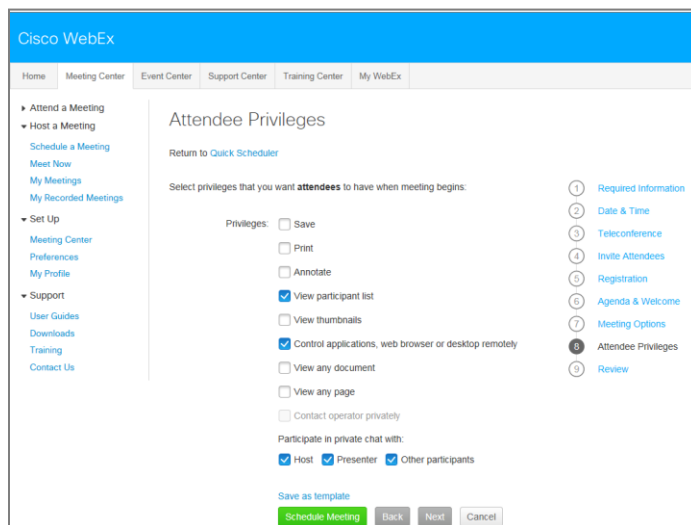 Cisco WebEx
Home Meeting Center Event Center Support Center Training Center My WebEx
Attend a Meeting
Host a Meeting
Schedule a Meeting
Meet Now
My Meetings
My Recorded Meetings
Set Up
Meeting Center
Preferences
My Profile
Support
User Guides
Downloads
Training
Contact Us
Attendee Privileges
Return to Quick Scheduler
Select privileges that you want attendees to have when meeting begins:
Privileges: Save
Print
Annotate
View participant list
View thumbnails
Control applications, web browser or desktop remotely
View any document
View any page
Contact operator privately
Participate in private chat with:
Host Presenter Other participants
Save as template
Schedule Meeting Back Next Cancel
1 Required Information
2 Date & Time
3 Teleconference
4 Invite Attendees
5 Registration
6 Agenda & Welcome
7 Meeting Options
8 Attendee Privileges
9 Review